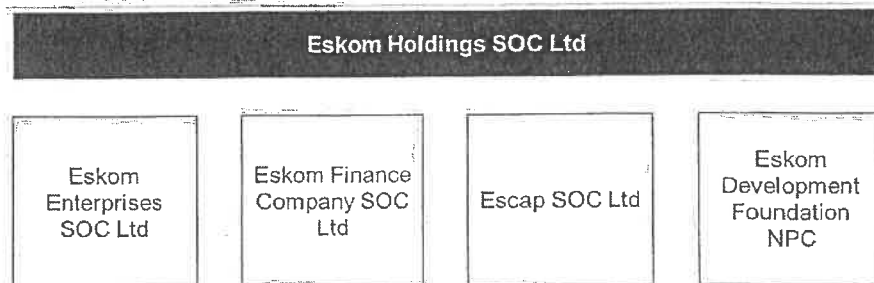 Eskom Holdings SOC Ltd
Eskom
Enterprises
SOC Ltd
Eskom Finance
Company SOC
Ltd
Escap SOC Ltd
Eskom
Development
Foundation
NPC